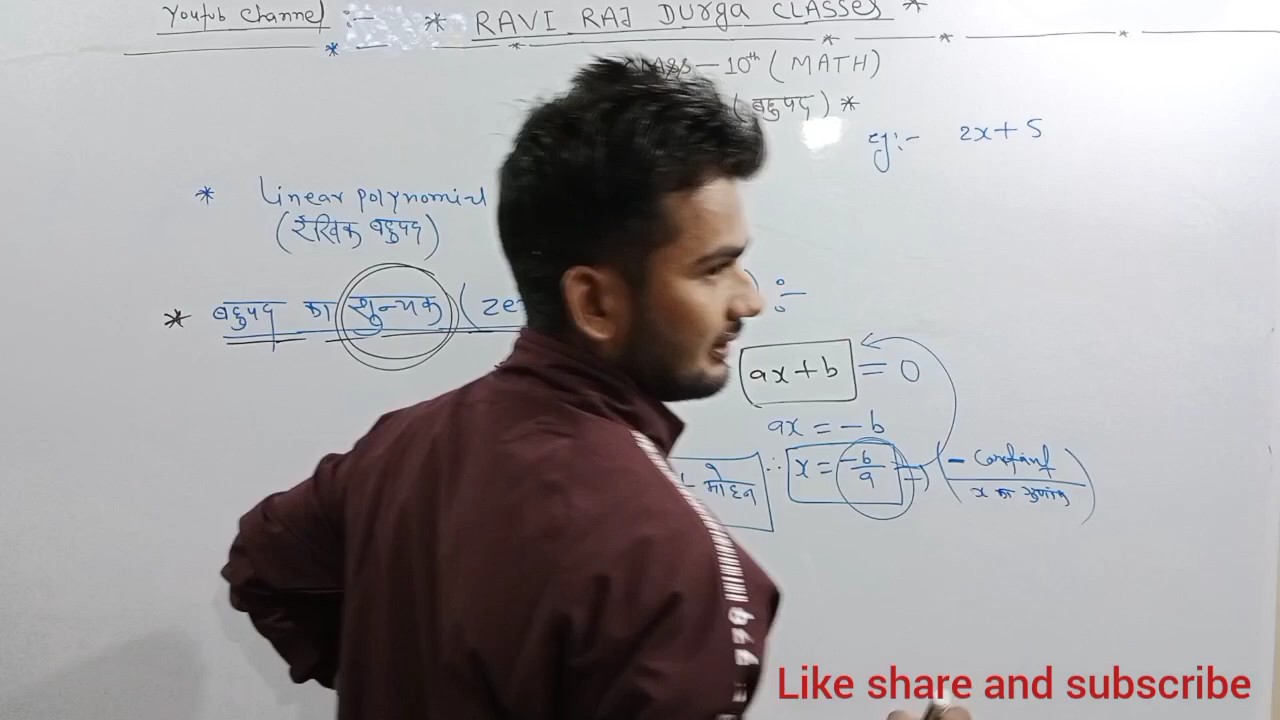 Youtub channel :- * RAVI RAJ DURGA CLASSES *
CLASS - 10th (MATH)
(बहुपद) *
eg:- 2x+5
* Linear polynomial
(रैखिक बहुपद)
* बहुपद का शून्यक (ze :-
ax+b = 0
ax = -b
∴ x = -b/a
x का गुणांक
Like share and subscribe